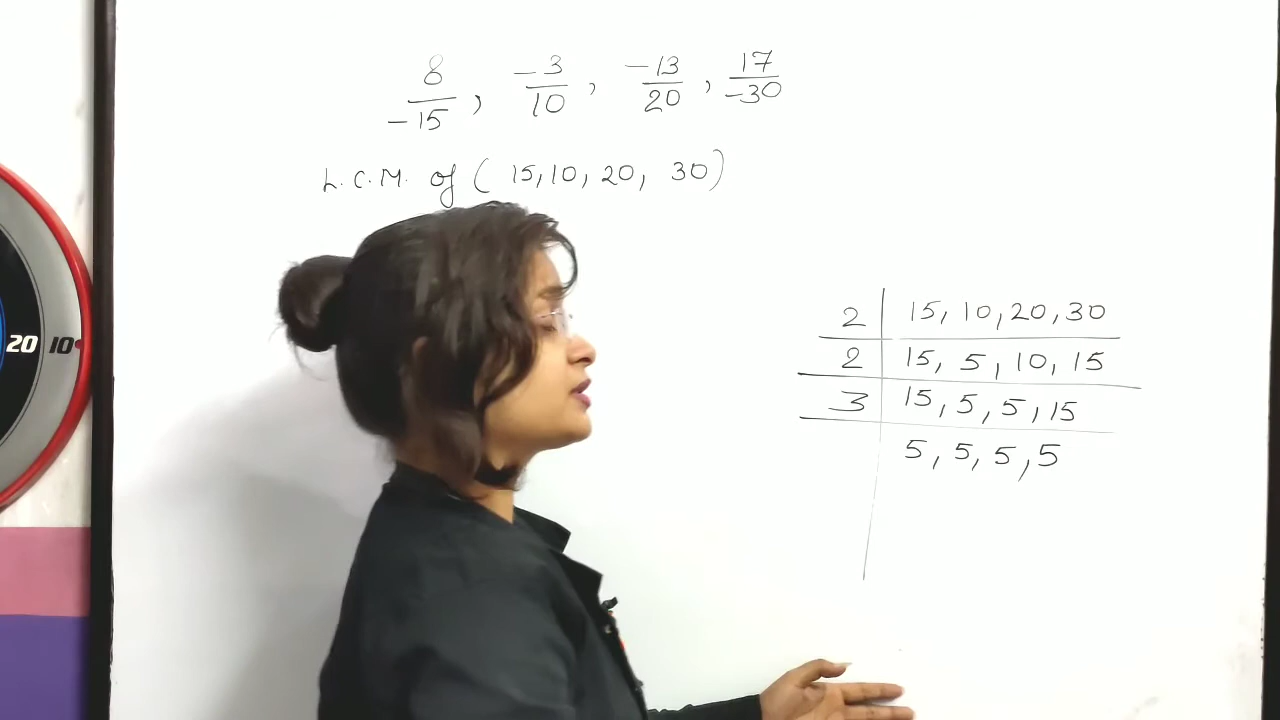 8/-15, -3/10, -13/20, 17/-30
L.C.M. of (15,10, 20, 30)
2 | 15, 10, 20, 30
2 | 15, 5, 10, 15
3 | 15, 5, 5, 15
5, 5, 5, 5
20 10